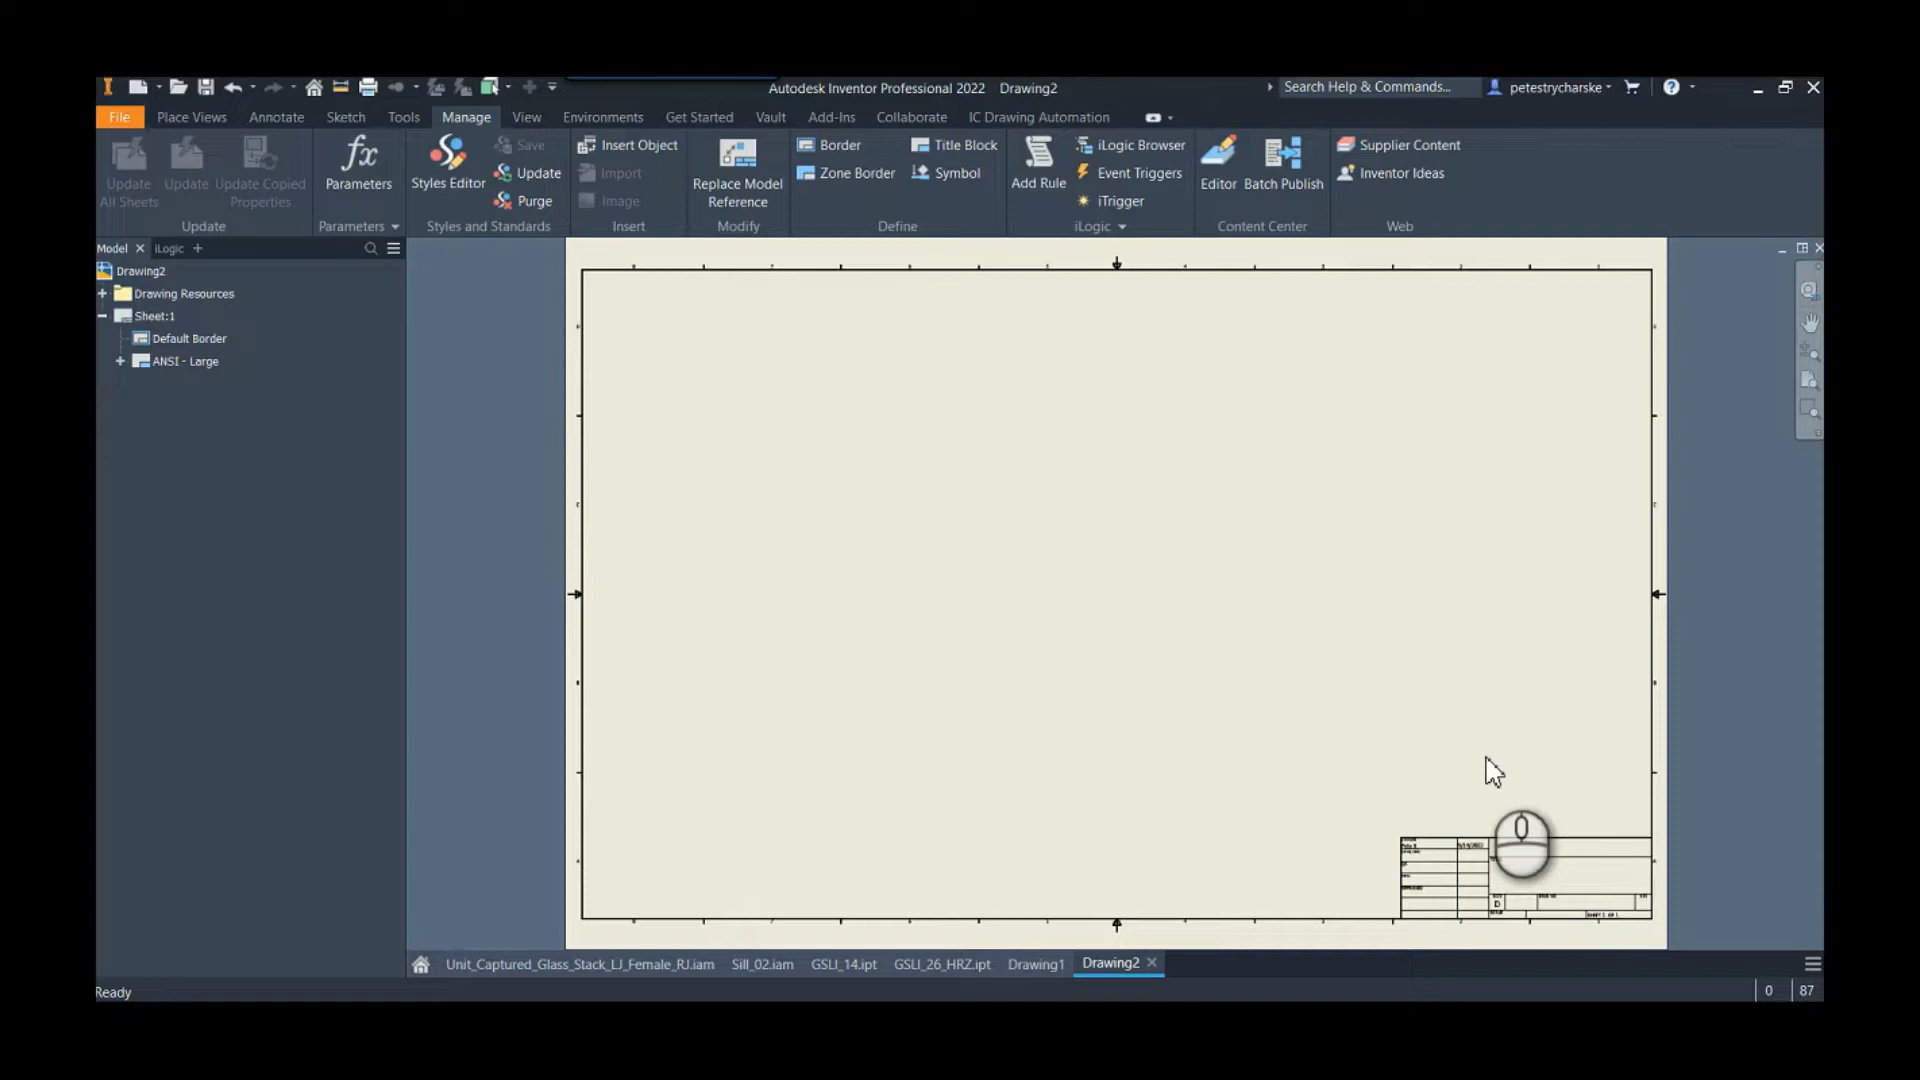 Autodesk Inventor Professional 2022 Drawing2
Search Help & Commands...
petestrycharske
File Place Views Annotate Sketch Tools Manage View Environments Get Started Vault Add-Ins Collaborate IC Drawing Automation
Update All Sheets
Update
Update Copied Properties
Update
Parameters
Parameters
Styles Editor
Save
Update
Purge
Styles and Standards
Insert Object
Import
Image
Insert
Replace Model Reference
Modify
Border
Zone Border
Title Block
Symbol
Define
Add Rule
iLogic Browser
Event Triggers
iTrigger
iLogic
Editor
Batch Publish
Content Center
Supplier Content
Inventor Ideas
Web
Model iLogic
Drawing2
Drawing Resources
Sheet:1
Default Border
ANSI - Large
D
SHEET 1 OF 1
Unit_Captured_Glass_Stack_LJ_Female_RJ.iam Sill_02.iam GSLI_14.ipt GSLI_26_HRZ.ipt Drawing1 Drawing2
Ready
0 87